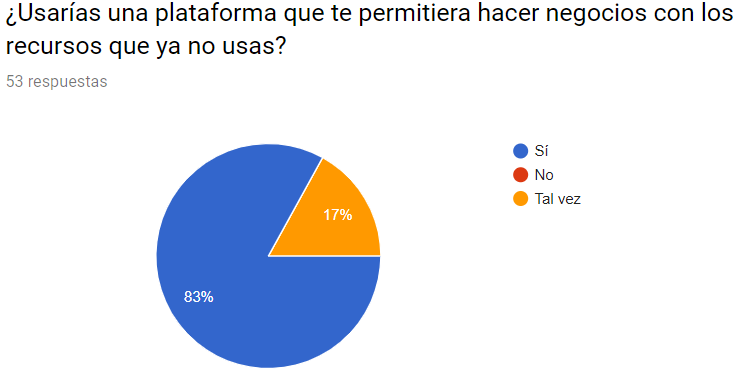 ¿Usarías una plataforma que te permitiera hacer negocios con los
recursos que ya no usas?
53 respuestas
Sí
No
Tal vez
17%
83%